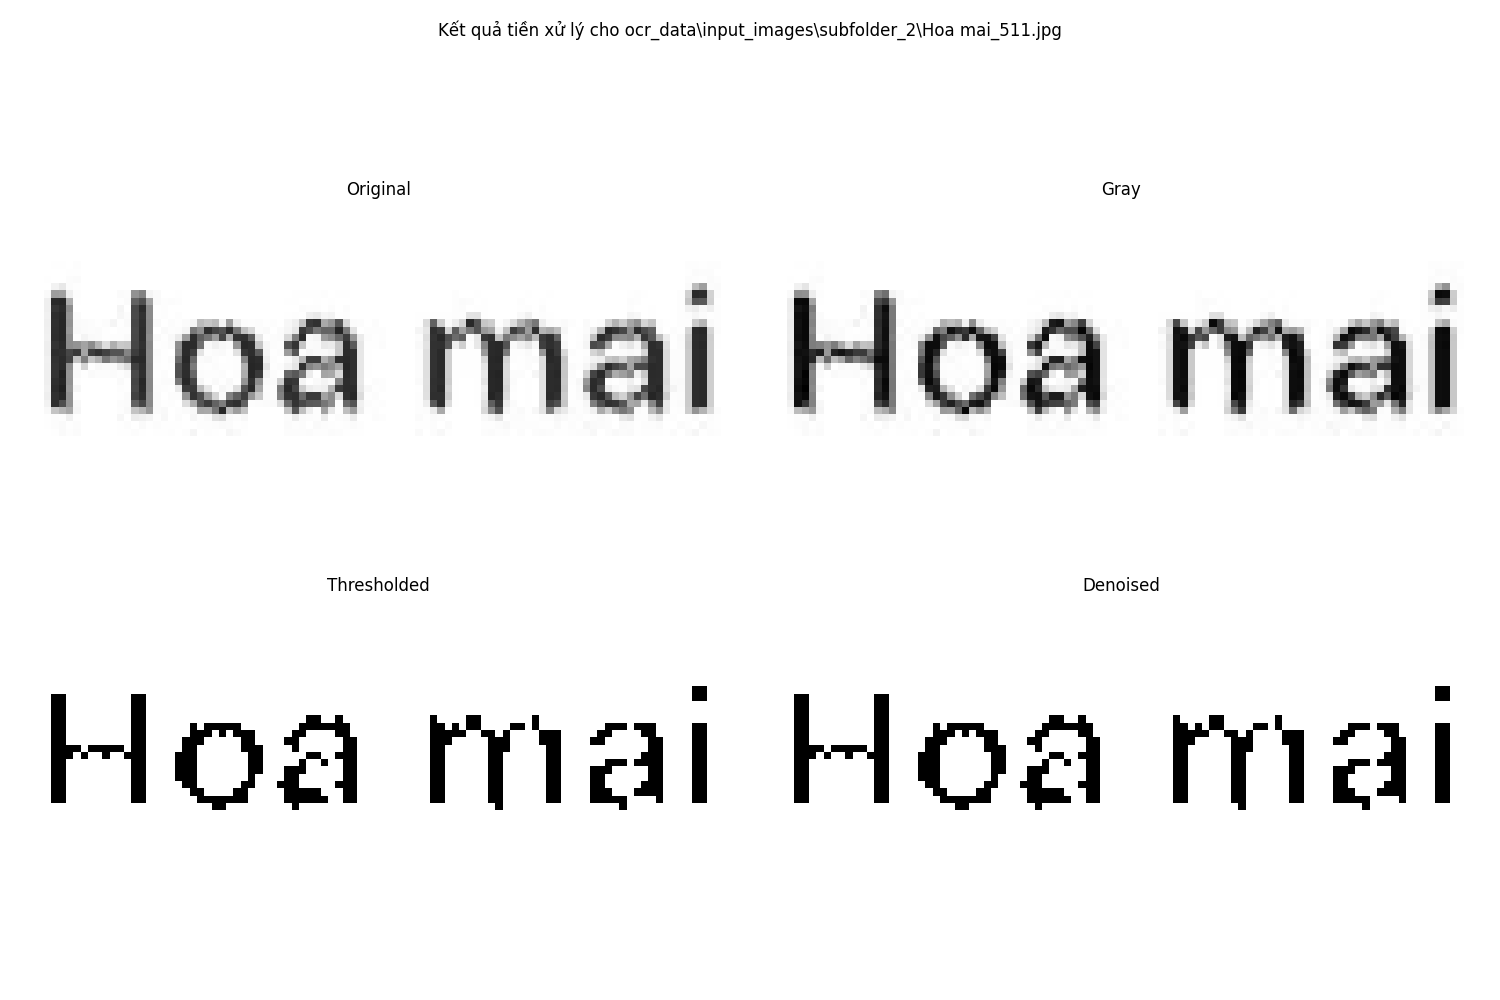 Kết quả tiền xử lý cho ocr_data\input_images\subfolder_2\Hoa mai_511.jpg
Original
Gray
Hoa mai
Hoa mai
Thresholded
Denoised
Hoa mai
Hoa mai